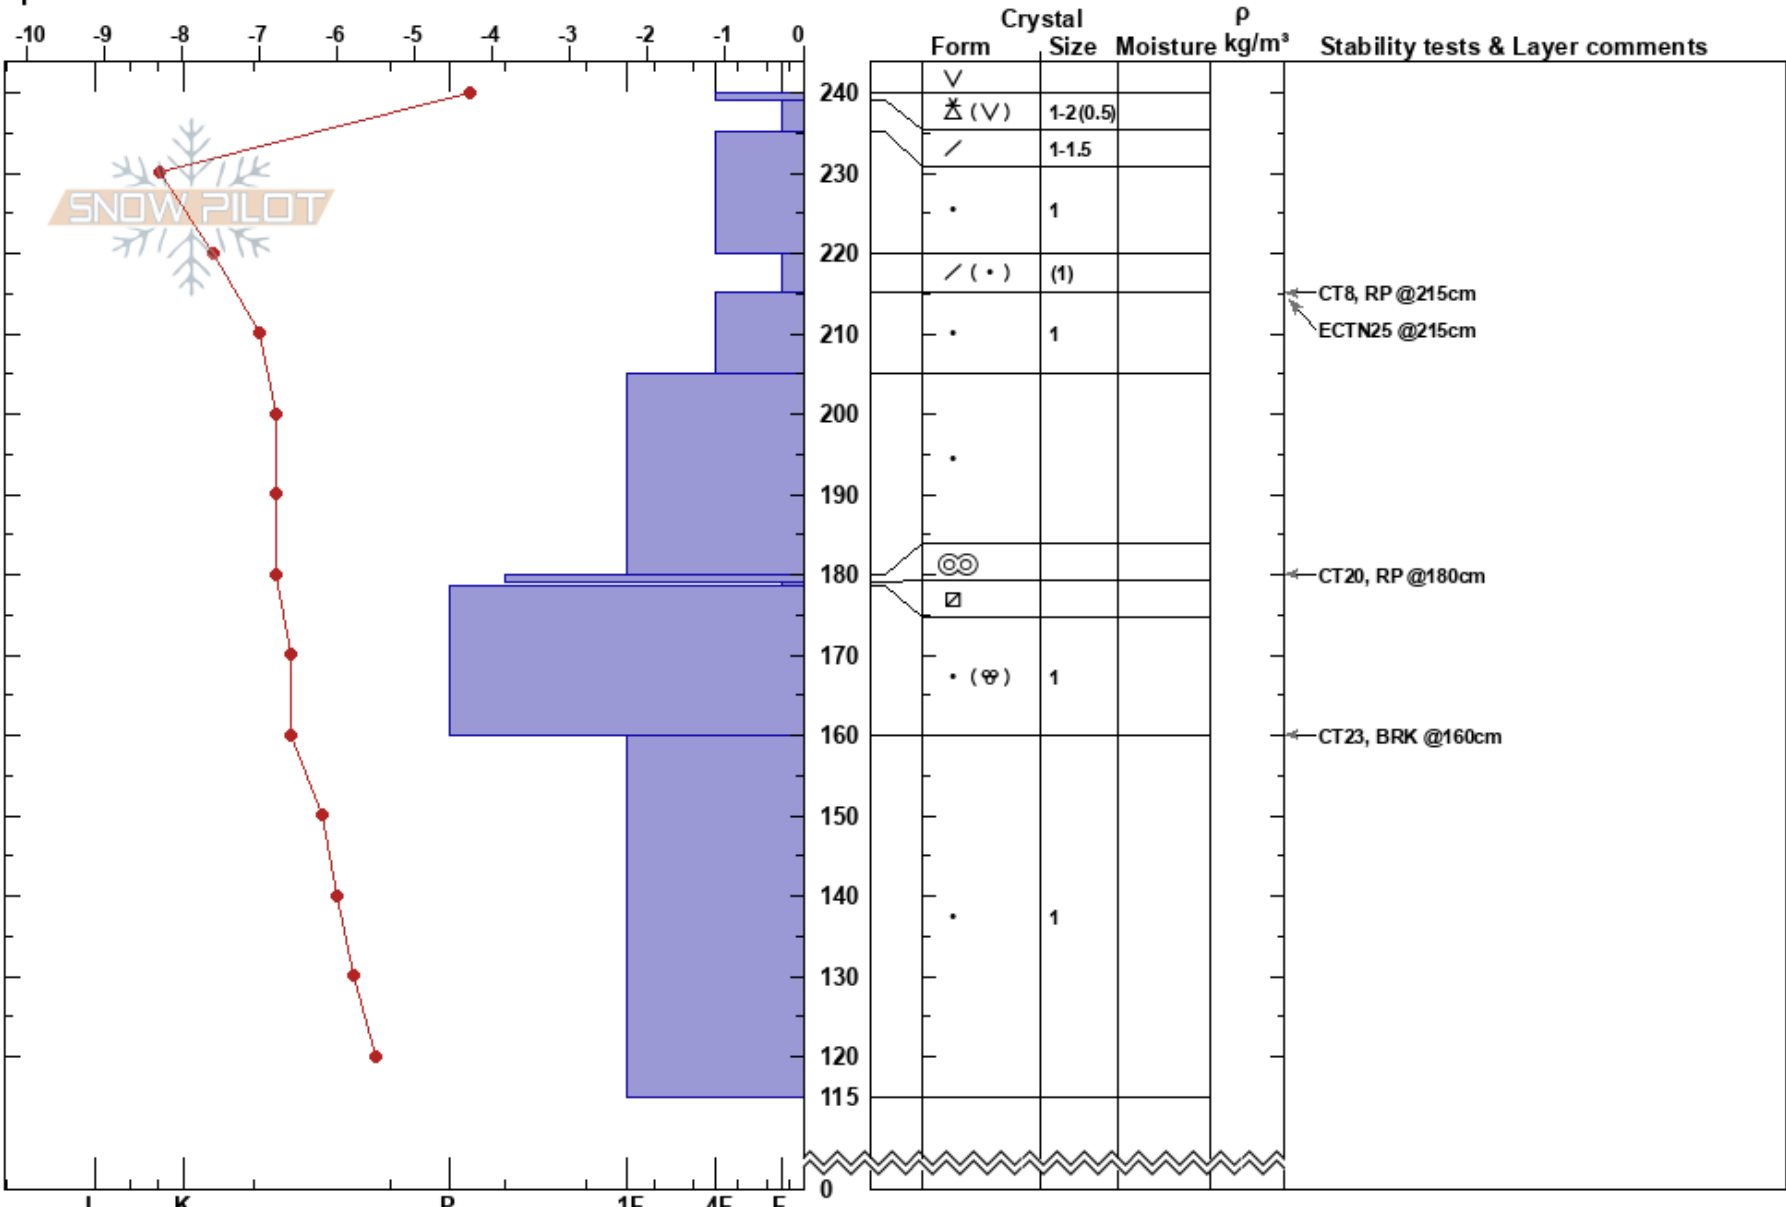 Crystal ρ
-10 -9 -8 -7 -6 -5 -4 -3 -2 -1 0
Form Size Moisture kg/m³ Stability tests & Layer comments
240
(V) 1-2(0.5)
1-1.5
230
SNOW PILOT
1
220
(1)
CT8, RP @215cm
210 1 ECTN25 @215cm
200
190
180 CT20, RP @180cm
170
1
160 CT23, BRK @160cm
150
140
1
130
120
115
0
I K P 1F 4F F